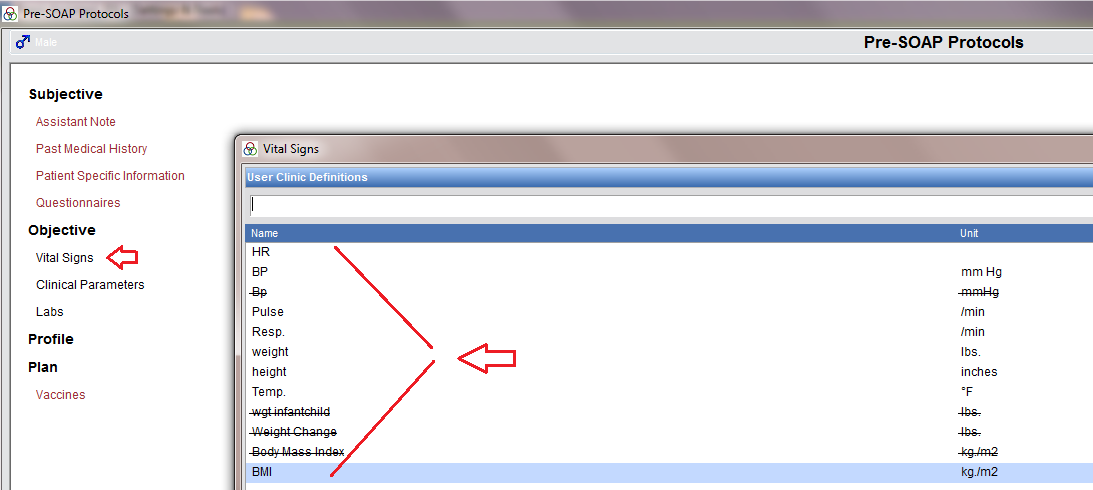 Pre-SOAP Protocols
Male
Pre-SOAP Protocols
Subjective
Assistant Note
Past Medical History
Patient Specific Information
Questionnaires
Objective
Vital Signs
Clinical Parameters
Labs
Profile
Plan
Vaccines
Vital Signs
User Clinic Definitions
Name Unit
HR
BP mm Hg
Bp mmHg
Pulse /min
Resp. /min
weight lbs.
height inches
Temp. °F
wgt infantchild lbs.
Weight Change lbs.
Body Mass Index kg./m2
BMI kg./m2